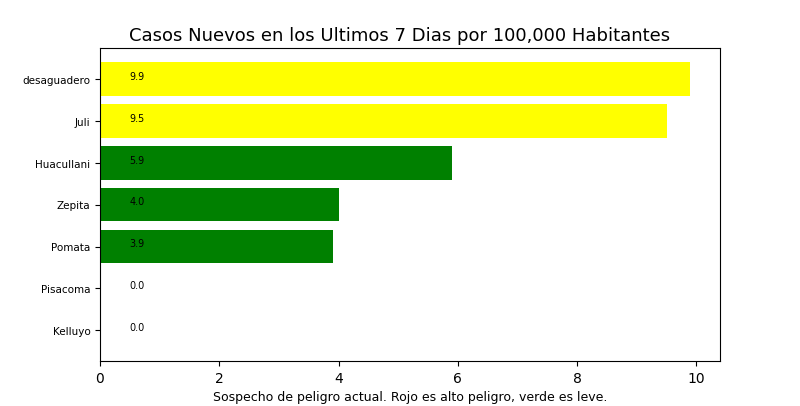 Casos Nuevos en los Ultimos 7 Dias por 100,000 Habitantes
desaguadero 9.9
Juli 9.5
Huacullani 5.9
Zepita 4.0
Pomata 3.9
Pisacoma 0.0
Kelluyo 0.0
0 2 4 6 8 10
Sospecho de peligro actual. Rojo es alto peligro, verde es leve.